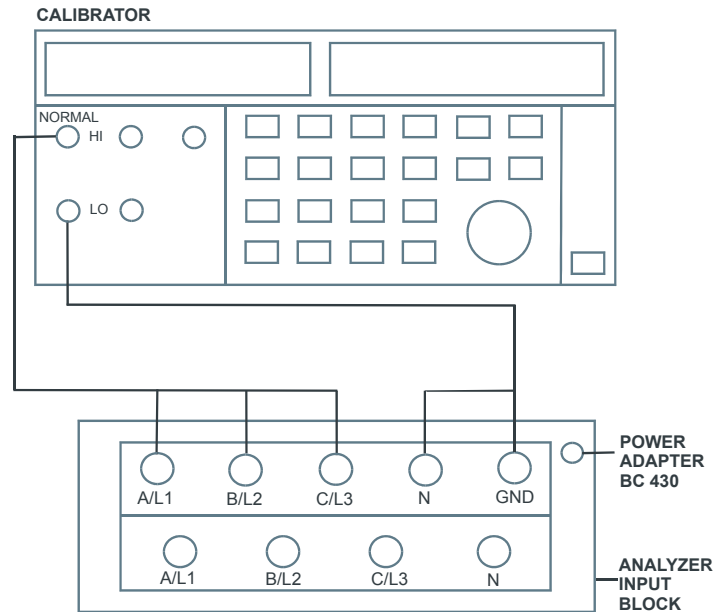 CALIBRATOR
NORMAL
HI
LO
A/L1 B/L2 C/L3 N GND
POWER
ADAPTER
BC 430
A/L1 B/L2 C/L3 N
ANALYZER
INPUT
BLOCK